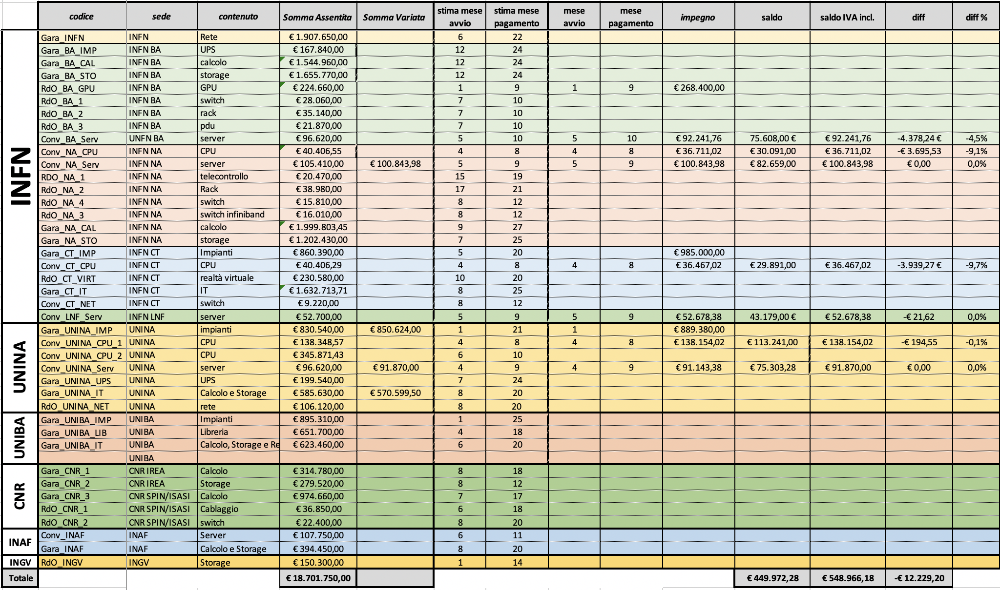 codice sede contenuto Somma Assentita Somma Variata stima mese avvio stima mese pagamento mese avvio mese pagamento impegno saldo saldo IVA incl. diff diff %
INFN
Gara_INFN INFN Rete € 1.907.650,00 6 22
Gara_BA_IMP INFN BA UPS € 167.840,00 12 24
Gara_BA_CAL INFN BA calcolo € 1.544.960,00 12 24
Gara_BA_STO INFN BA storage € 1.655.770,00 12 24
RdO_BA_GPU INFN BA GPU € 224.660,00 1 9 1 9 € 268.400,00
RdO_BA_1 INFN BA switch € 28.060,00 7 10
RdO_BA_2 INFN BA rack € 35.140,00 7 10
RdO_BA_3 INFN BA pdu € 21.870,00 7 10
Conv_BA_Serv UNFN BA server € 96.620,00 5 10 5 10 € 92.241,76 75.608,00 € € 92.241,76 -4.378,24 € -4,5%
Conv_NA_CPU INFN NA CPU € 40.406,55 4 8 4 8 € 36.711,02 € 30.091,00 € 36.711,02 -€ 3.695,53 -9,1%
Conv_NA_Serv INFN NA server € 105.410,00 € 100.843,98 5 9 5 9 € 100.843,98 € 82.659,00 € 100.843,98 € 0,00 0,0%
RDO_NA_1 INFN NA telecontrollo € 20.470,00 15 19
RdO_NA_2 INFN NA Rack € 38.980,00 17 21
RdO_NA_4 INFN NA switch € 15.810,00 8 12
RdO_NA_3 INFN NA switch infiniband € 16.010,00 8 12
Gara_NA_CAL INFN NA calcolo € 1.999.803,45 9 27
Gara_NA_STO INFN NA storage € 1.202.430,00 7 25
Gara_CT_IMP INFN CT Impianti € 860.390,00 5 20 € 985.000,00
Conv_CT_CPU INFN CT CPU € 40.406,29 4 8 4 8 € 36.467,02 € 29.891,00 € 36.467,02 -3.939,27 € -9,7%
RdO_CT_VIRT INFN CT realtà virtuale € 230.580,00 10 20
Gara_CT_IT INFN CT IT € 1.632.713,71 8 25
Conv_CT_NET INFN CT switch € 9.220,00 8 12
Conv_LNF_Serv INFN LNF server € 52.700,00 5 9 5 9 € 52.678,38 43.179,00 € € 52.678,38 -€ 21,62 0,0%
UNINA
Gara_UNINA_IMP UNINA impianti € 830.540,00 € 850.624,00 1 21 1 € 889.380,00
Conv_UNINA_CPU_1 UNINA CPU € 138.348,57 4 8 4 8 € 138.154,02 € 113.241,00 € 138.154,02 -€ 194,55 -0,1%
Conv_UNINA_CPU_2 UNINA CPU € 345.871,43 6 10
Conv_UNINA_Serv UNINA server € 96.620,00 € 91.870,00 4 9 4 9 € 91.143,38 € 75.303,28 € 91.870,00 € 0,00 0,0%
Gara_UNINA_UPS UNINA UPS € 199.540,00 7 24
Gara_UNINA_IT UNINA Calcolo e Storage € 585.630,00 € 570.599,50 8 20
RdO_UNINA_NET UNINA rete € 106.120,00 8 20
UNIBA
Gara_UNIBA_IMP UNIBA Impianti € 895.310,00 1 25
Gara_UNIBA_LIB UNIBA Libreria € 651.700,00 4 18
Gara_UNIBA_IT UNIBA Calcolo, Storage e Re € 623.460,00 6 20
UNIBA
CNR
Gara_CNR_1 CNR IREA Calcolo € 314.780,00 8 18
Gara_CNR_2 CNR IREA Storage € 279.520,00 8 12
Gara_CNR_3 CNR SPIN/ISASI Calcolo € 974.660,00 7 17
RdO_CNR_1 CNR SPIN/ISASI Cablaggio € 36.850,00 6 18
RdO_CNR_2 CNR SPIN/ISASI switch € 22.400,00 8 20
INAF
Conv_INAF INAF Server € 107.750,00 6 11
Gara_INAF INAF Calcolo e Storage € 394.450,00 8 20
INGV RdO_INGV INGV Storage € 150.300,00 1 14
Totale € 18.701.750,00 € 449.972,28 € 548.966,18 -€ 12.229,20